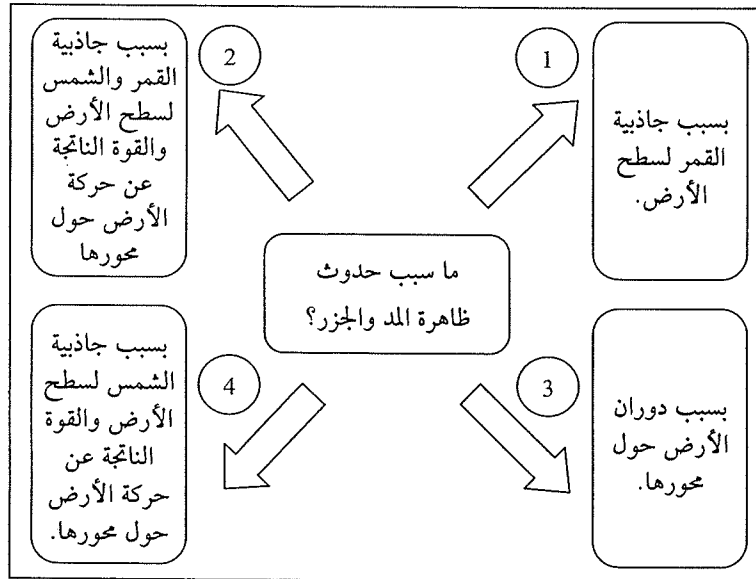 ما سبب حدوث
ظاهرة المد والجزر؟
1
بسبب جاذبية
القمر لسطح
الأرض.
2
بسبب جاذبية
القمر والشمس
لسطح الأرض
والقوة الناتجة
عن حركة
الأرض حول
محورها
3
بسبب دوران
الأرض حول
محورها.
4
بسبب جاذبية
الشمس لسطح
الأرض والقوة
الناتجة عن
حركة الأرض
حول محورها.